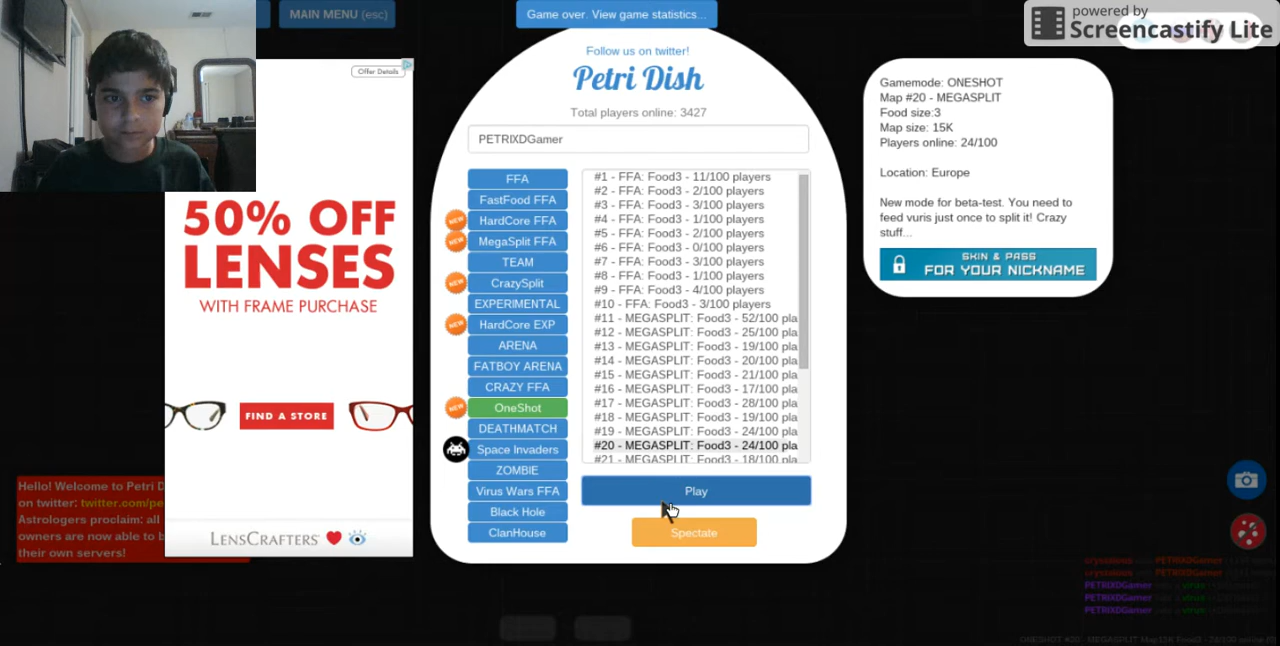 MAIN MENU (esc)
Game over. View game statistics...
powered by
Screencastify Lite
Offer Details
50% OFF
LENSES
WITH FRAME PURCHASE
FIND A STORE
LENSCRAFTERS
Hello! Welcome to Petri D
on twitter: twitter.com/pe
Astrologers proclaim: all
owners are now able to b
their own servers!
Follow us on twitter!
Petri Dish
Total players online: 3427
PETRIXDGamer
FFA
FastFood FFA
NEW HardCore FFA
NEW MegaSplit FFA
TEAM
NEW CrazySplit
EXPERIMENTAL
NEW HardCore EXP
ARENA
FATBOY ARENA
CRAZY FFA
NEW OneShot
DEATHMATCH
Space Invaders
ZOMBIE
Virus Wars FFA
Black Hole
ClanHouse
#1 - FFA: Food3 - 11/100 players
#2 - FFA: Food3 - 2/100 players
#3 - FFA: Food3 - 3/100 players
#4 - FFA: Food3 - 1/100 players
#5 - FFA: Food3 - 2/100 players
#6 - FFA: Food3 - 0/100 players
#7 - FFA: Food3 - 3/100 players
#8 - FFA: Food3 - 1/100 players
#9 - FFA: Food3 - 4/100 players
#10 - FFA: Food3 - 3/100 players
#11 - MEGASPLIT: Food3 - 52/100 pla
#12 - MEGASPLIT: Food3 - 25/100 pla
#13 - MEGASPLIT: Food3 - 19/100 pla
#14 - MEGASPLIT: Food3 - 20/100 pla
#15 - MEGASPLIT: Food3 - 21/100 pla
#16 - MEGASPLIT: Food3 - 17/100 pla
#17 - MEGASPLIT: Food3 - 28/100 pla
#18 - MEGASPLIT: Food3 - 19/100 pla
#19 - MEGASPLIT: Food3 - 24/100 pla
#20 - MEGASPLIT: Food3 - 24/100 pla
#21 - MEGASPLIT: Food3 - 18/100 pla
Play
Spectate
Gamemode: ONESHOT
Map #20 - MEGASPLIT
Food size:3
Map size: 15K
Players online: 24/100
Location: Europe
New mode for beta-test. You need to
feed vuris just once to split it! Crazy
stuff...
SKIN & PASS
FOR YOUR NICKNAME
PETRIXDGamer
PETRIXDGamer
PETRIXDGamer virus
PETRIXDGamer virus
PETRIXDGamer virus